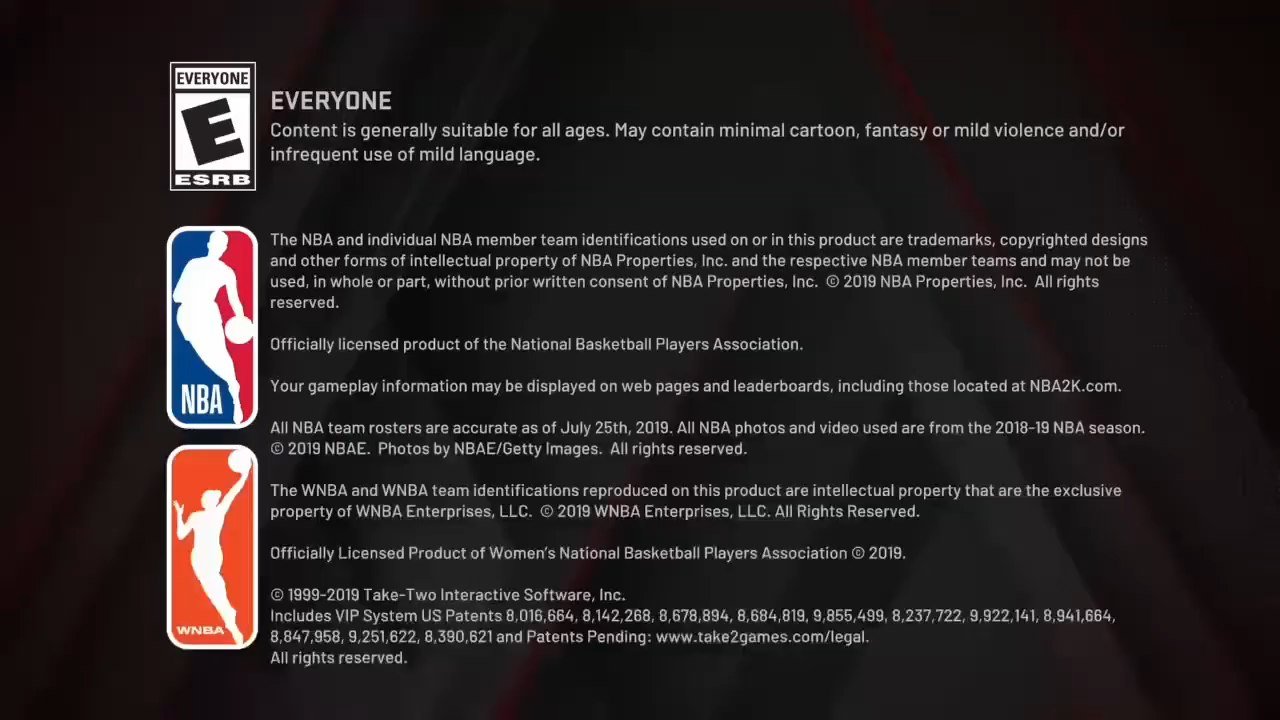 EVERYONE
E
ESRB
EVERYONE
Content is generally suitable for all ages. May contain minimal cartoon, fantasy or mild violence and/or
infrequent use of mild language.
The NBA and individual NBA member team identifications used on or in this product are trademarks, copyrighted designs
and other forms of intellectual property of NBA Properties, Inc. and the respective NBA member teams and may not be
used, in whole or part, without prior written consent of NBA Properties, Inc. © 2019 NBA Properties, Inc. All rights
reserved.
Officially licensed product of the National Basketball Players Association.
Your gameplay information may be displayed on web pages and leaderboards, including those located at NBA2K.com.
NBA
All NBA team rosters are accurate as of July 25th, 2019. All NBA photos and video used are from the 2018-19 NBA season.
© 2019 NBAE. Photos by NBAE/Getty Images. All rights reserved.
The WNBA and WNBA team identifications reproduced on this product are intellectual property that are the exclusive
property of WNBA Enterprises, LLC. © 2019 WNBA Enterprises, LLC. All Rights Reserved.
Officially Licensed Product of Women's National Basketball Players Association © 2019.
© 1999-2019 Take-Two Interactive Software, Inc.
Includes VIP System US Patents 8,016,664, 8,142,268, 8,678,894, 8,684,819, 9,855,499, 8,237,722, 9,922,141, 8,941,664,
WNBA
8,847,958, 9,251,622, 8,390,621 and Patents Pending: www.take2games.com/legal.
All rights reserved.